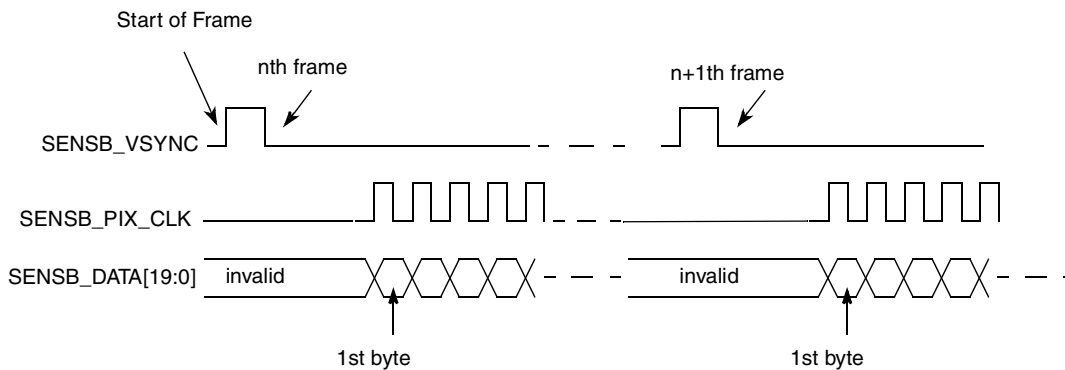 Start of Frame
nth frame
n+1th frame
SENSB_VSYNC
SENSB_PIX_CLK
SENSB_DATA[19:0]
invalid
invalid
1st byte
1st byte